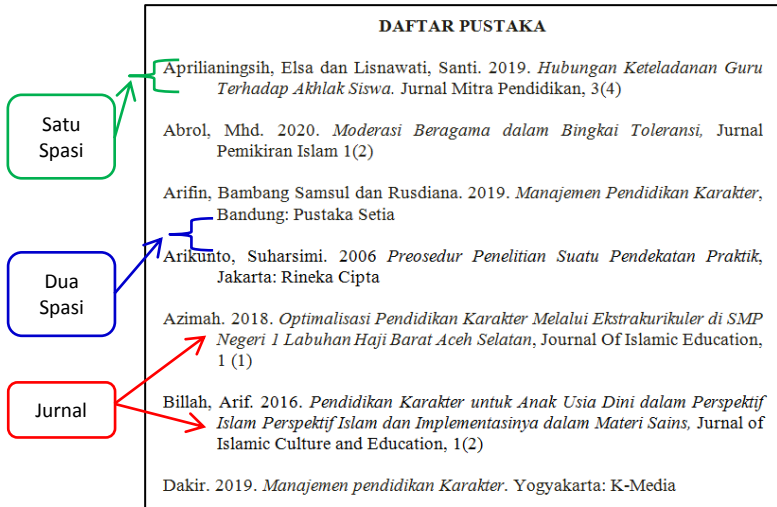 DAFTAR PUSTAKA
Aprilianingsih, Elsa dan Lisnawati, Santi. 2019. Hubungan Keteladanan Guru
Terhadap Akhlak Siswa. Jurnal Mitra Pendidikan, 3(4)
Satu
Spasi
Abrol, Mhd. 2020. Moderasi Beragama dalam Bingkai Toleransi, Jurnal
Pemikiran Islam 1(2)
Arifin, Bambang Samsul dan Rusdiana. 2019. Manajemen Pendidikan Karakter,
Bandung: Pustaka Setia
Dua
Spasi
Arikunto, Suharsimi. 2006 Preosedur Penelitian Suatu Pendekatan Praktik,
Jakarta: Rineka Cipta
Azimah. 2018. Optimalisasi Pendidikan Karakter Melalui Ekstrakurikuler di SMP
Negeri 1 Labuhan Haji Barat Aceh Selatan, Journal Of Islamic Education,
1 (1)
Jurnal
Billah, Arif. 2016. Pendidikan Karakter untuk Anak Usia Dini dalam Perspektif
Islam Perspektif Islam dan Implementasinya dalam Materi Sains, Jurnal of
Islamic Culture and Education, 1(2)
Dakir. 2019. Manajemen pendidikan Karakter. Yogyakarta: K-Media